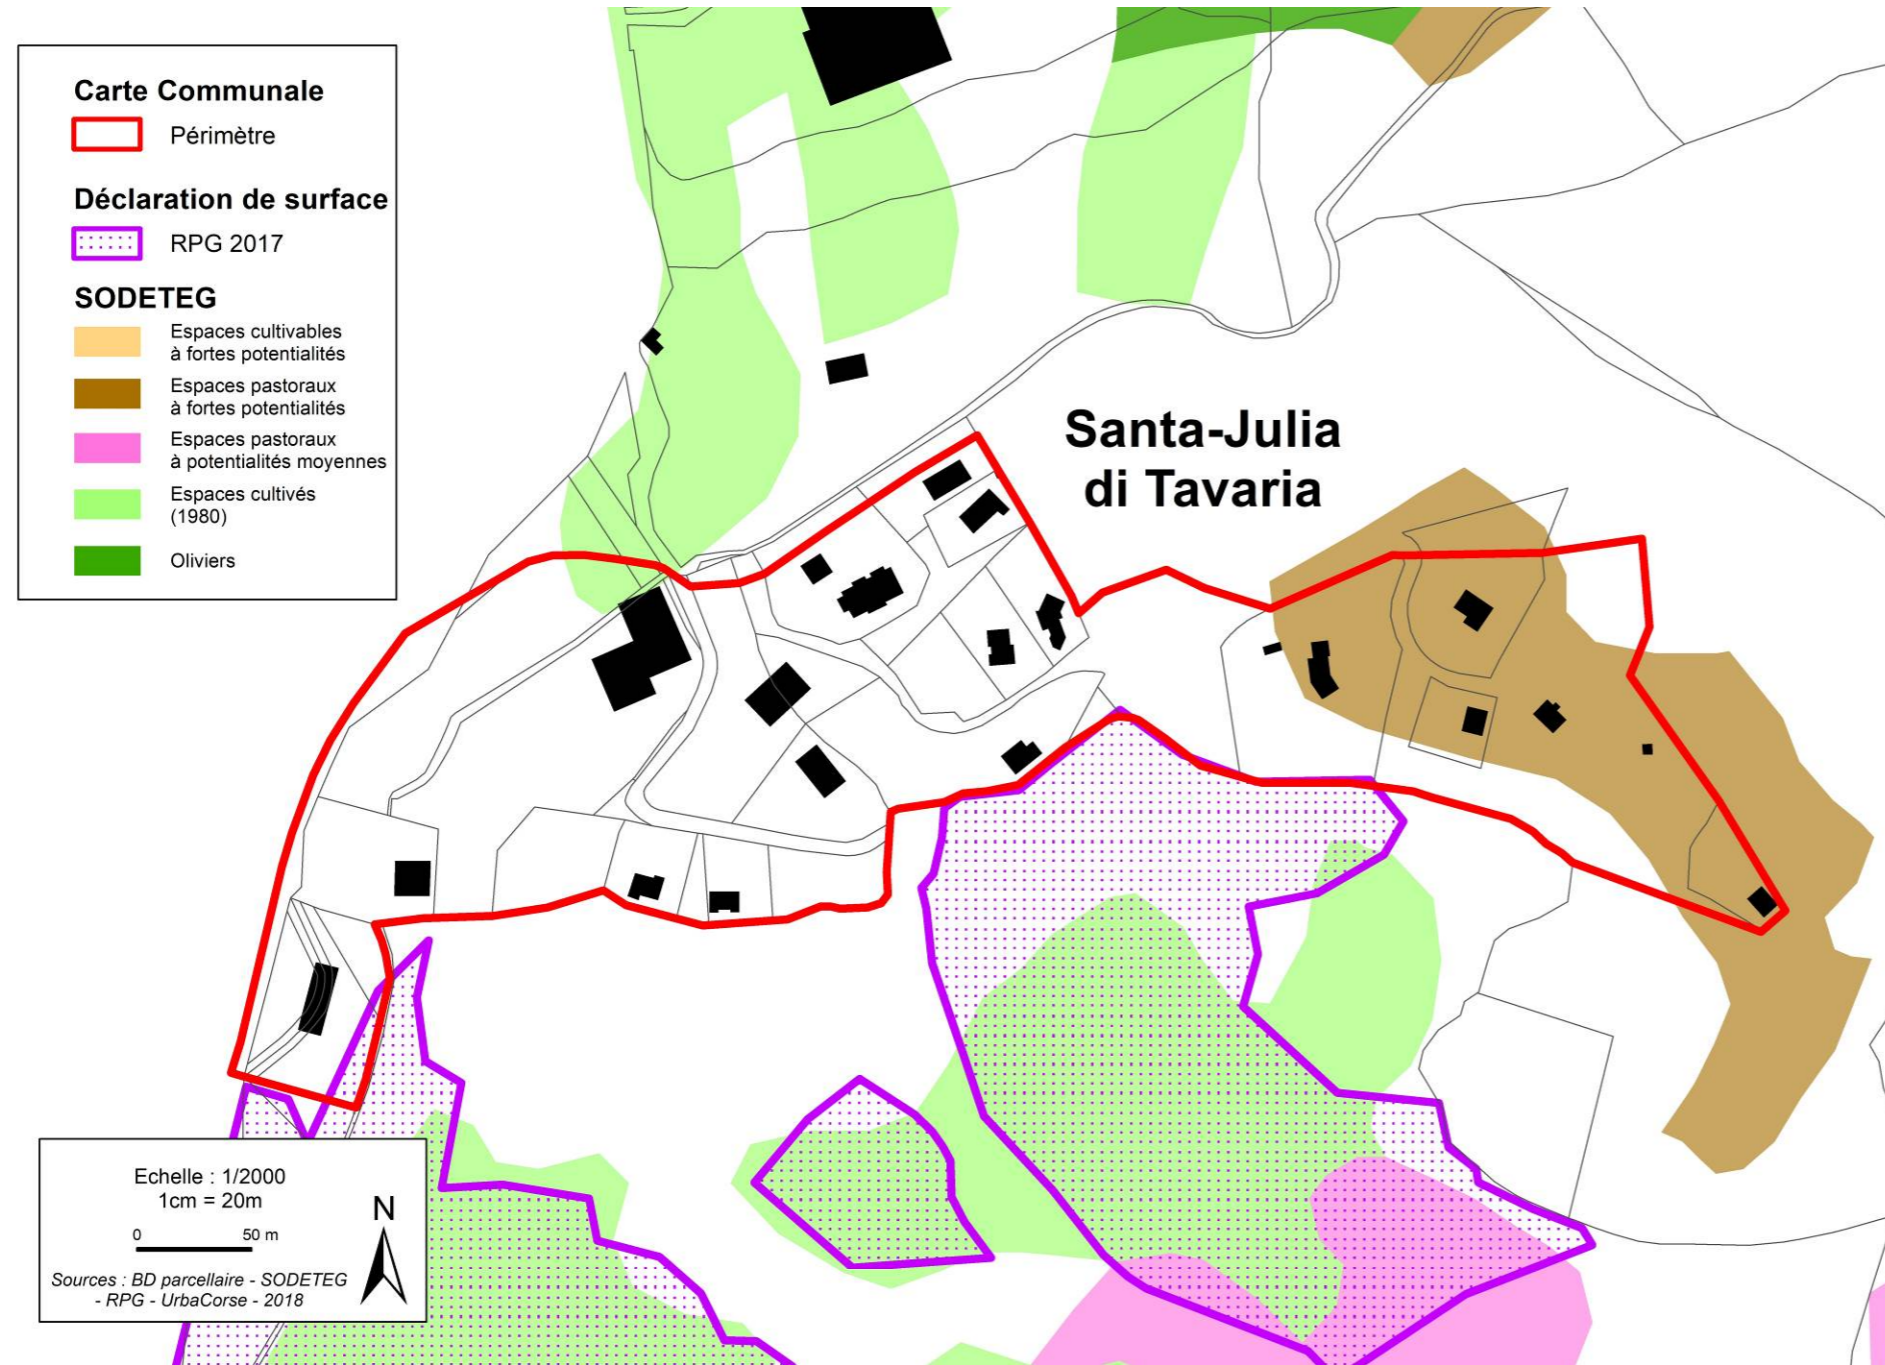 Carte Communale
Périmètre
Déclaration de surface
RPG 2017
SODETEG
Espaces cultivables
à fortes potentialités
Espaces pastoraux
à fortes potentialités
Espaces pastoraux
à potentialités moyennes
Espaces cultivés
(1980)
Oliviers
Santa-Julia
di Tavaria
Echelle : 1/2000
1cm = 20m
N
0 50 m
Sources : BD parcellaire - SODETEG
- RPG - UrbaCorse - 2018